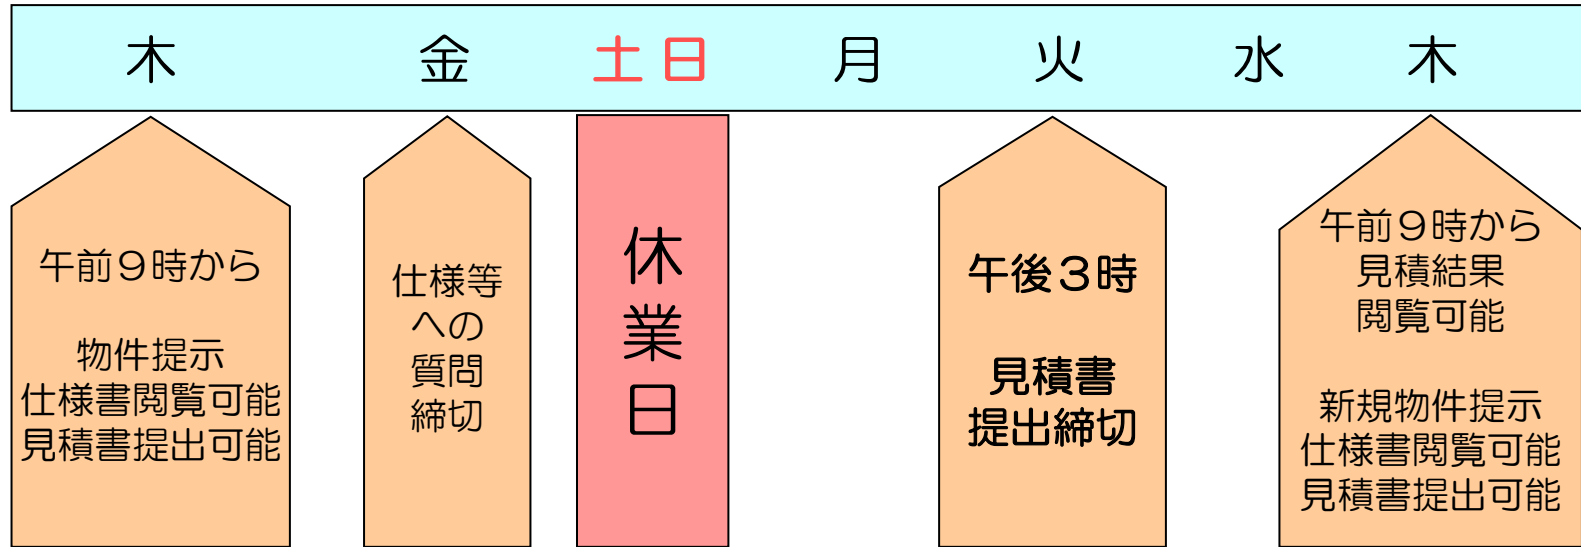 木 金 土日 月 火 水 木
午前９時から
物件提示
仕様書閲覧可能
見積書提出可能
仕様等
への
質問
締切
休業日
午後３時
見積書
提出締切
午前９時から
見積結果
閲覧可能
新規物件提示
仕様書閲覧可能
見積書提出可能